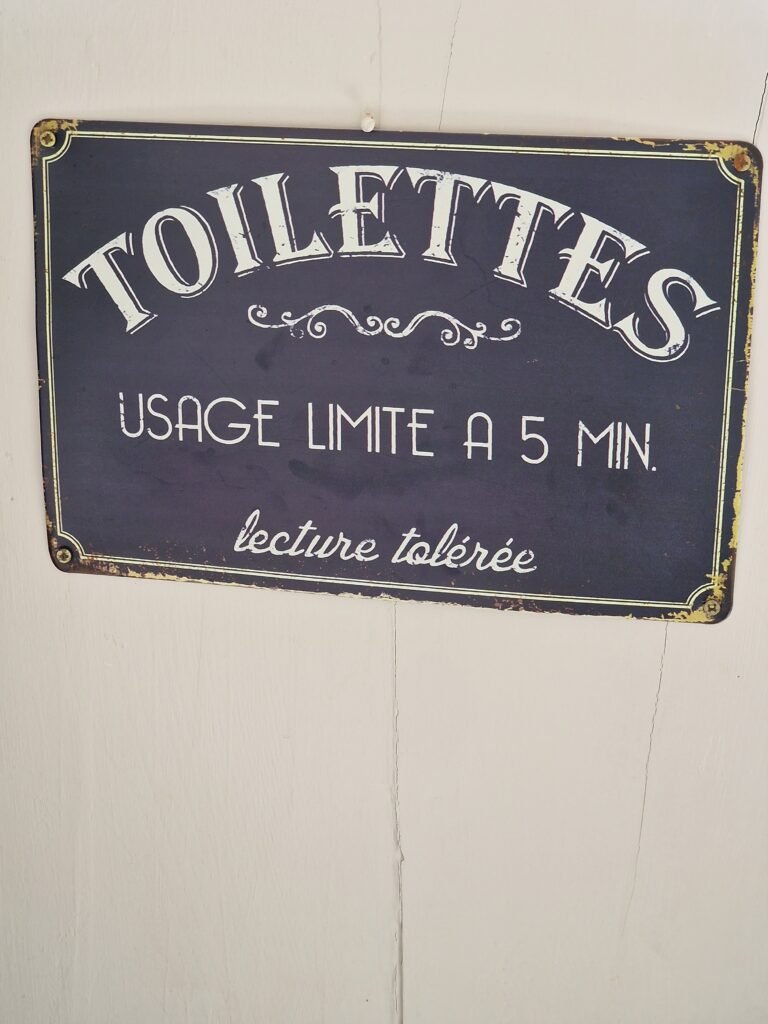 TOILETTES
USAGE LIMITE A 5 MIN.
lecture tolérée